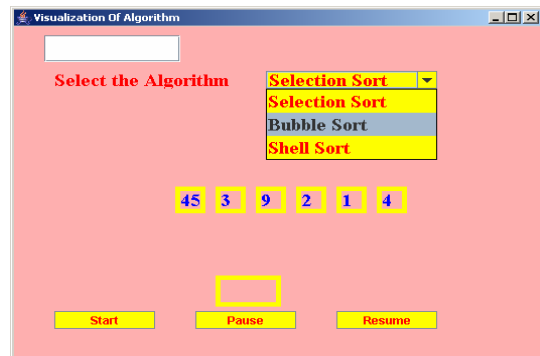 Visualization Of Algorithm
Select the Algorithm Selection Sort
Selection Sort
Bubble Sort
Shell Sort
45 3 9 2 1 4
Start Pause Resume